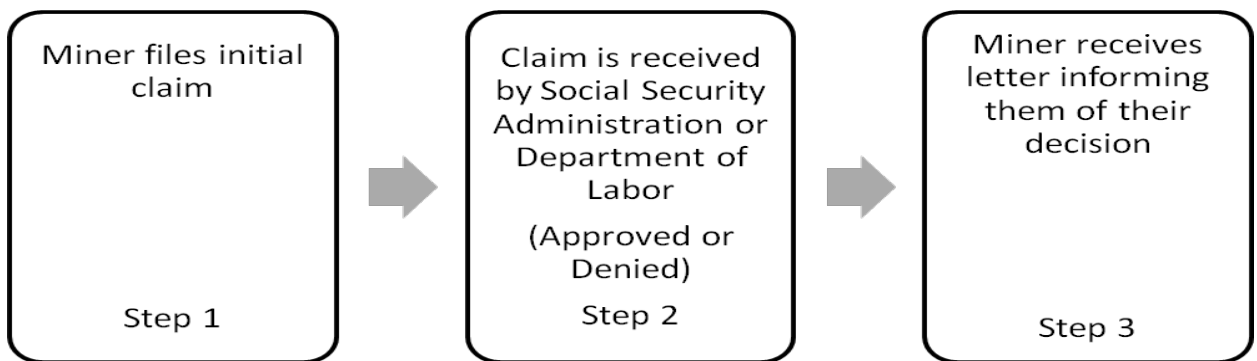 Miner files initial
claim
Step 1
Claim is received
by Social Security
Administration or
Department of
Labor
(Approved or
Denied)
Step 2
Miner receives
letter informing
them of their
decision
Step 3